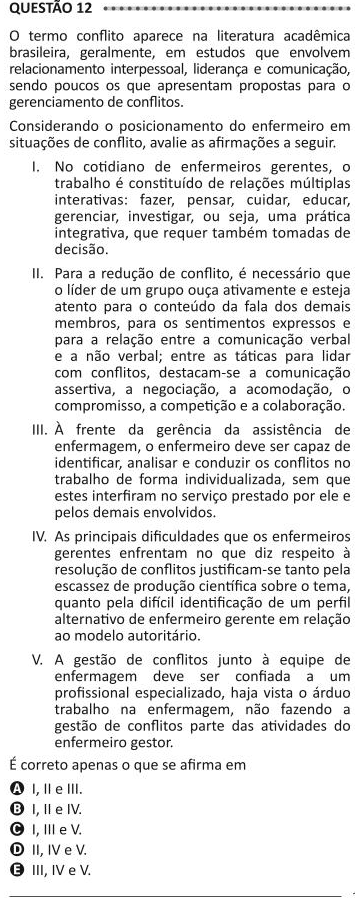 QUESTÃO 12
O termo conflito aparece na literatura acadêmica
brasileira, geralmente, em estudos que envolvem
relacionamento interpessoal, liderança e comunicação,
sendo poucos os que apresentam propostas para o
gerenciamento de conflitos.
Considerando o posicionamento do enfermeiro em
situações de conflito, avalie as afirmações a seguir.
I. No cotidiano de enfermeiros gerentes, o
trabalho é constituído de relações múltiplas
interativas: fazer, pensar, cuidar, educar,
gerenciar, investigar, ou seja, uma prática
integrativa, que requer também tomadas de
decisão.
II. Para a redução de conflito, é necessário que
o líder de um grupo ouça ativamente e esteja
atento para o conteúdo da fala dos demais
membros, para os sentimentos expressos e
para a relação entre a comunicação verbal
e a não verbal; entre as táticas para lidar
com conflitos, destacam-se a comunicação
assertiva, a negociação, a acomodação, o
compromisso, a competição e a colaboração.
III. À frente da gerência da assistência de
enfermagem, o enfermeiro deve ser capaz de
identificar, analisar e conduzir os conflitos no
trabalho de forma individualizada, sem que
estes interfiram no serviço prestado por ele e
pelos demais envolvidos.
IV. As principais dificuldades que os enfermeiros
gerentes enfrentam no que diz respeito à
resolução de conflitos justificam-se tanto pela
escassez de produção científica sobre o tema,
quanto pela difícil identificação de um perfil
alternativo de enfermeiro gerente em relação
ao modelo autoritário.
V. A gestão de conflitos junto à equipe de
enfermagem deve ser confiada a um
profissional especializado, haja vista o árduo
trabalho na enfermagem, não fazendo a
gestão de conflitos parte das atividades do
enfermeiro gestor.
É correto apenas o que se afirma em
A I, II e III.
B I, II e IV.
C I, III e V.
D II, IV e V.
E III, IV e V.